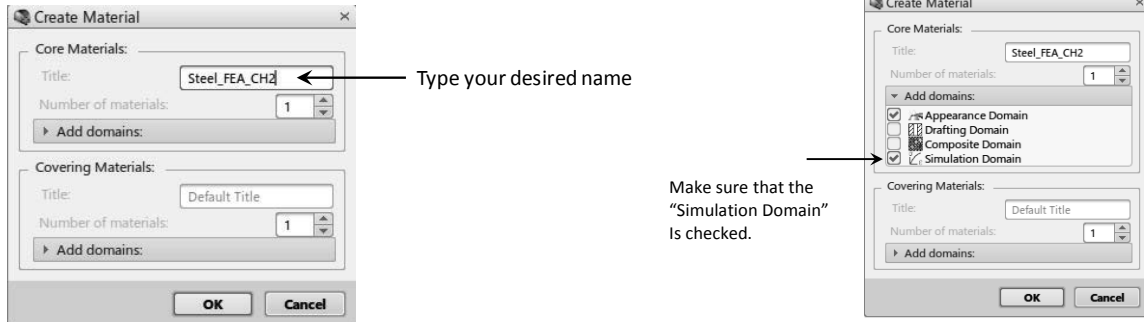 Create Material
Core Materials:
Title: Steel_FEA_CH2
Number of materials: 1
Add domains:
Covering Materials:
Title: Default Title
Number of materials: 1
Add domains:
OK Cancel
Type your desired name
Make sure that the
“Simulation Domain”
Is checked.
Create Material
Core Materials:
Title: Steel_FEA_CH2
Number of materials: 1
Add domains:
Appearance Domain
Drafting Domain
Composite Domain
Simulation Domain
Covering Materials:
Title: Default Title
Number of materials: 1
Add domains:
OK Cancel